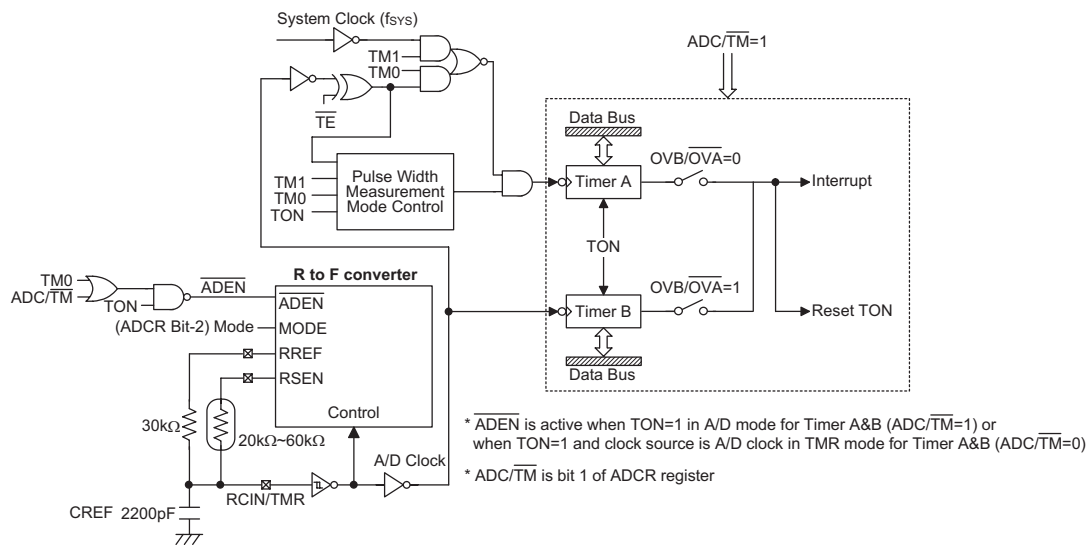 System Clock (fSYS)
TM1
TM0
TE
ADC/TM=1
Data Bus
Timer A
OVB/OVA=0
Interrupt
TM1
TM0
TON
Pulse Width
Measurement
Mode Control
TON
R to F converter
TM0
ADC/TM
TON
ADEN
ADEN
(ADCR Bit-2) Mode
MODE
RREF
RSEN
Control
Timer B
OVB/OVA=1
Reset TON
Data Bus
30kΩ
20kΩ~60kΩ
A/D Clock
RCIN/TMR
CREF 2200pF
* ADEN is active when TON=1 in A/D mode for Timer A&B (ADC/TM=1) or
when TON=1 and clock source is A/D clock in TMR mode for Timer A&B (ADC/TM=0)
* ADC/TM is bit 1 of ADCR register